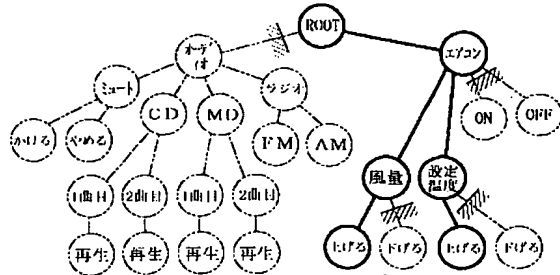 ROOT
オーディオ
エアコン
ミュート
CD
MD
ラジオ
ON
OFF
かける
やめる
FM
AM
風量
設定温度
1曲目
2曲目
1曲目
2曲目
再生
再生
再生
再生
上げる
下げる
上げる
下げる